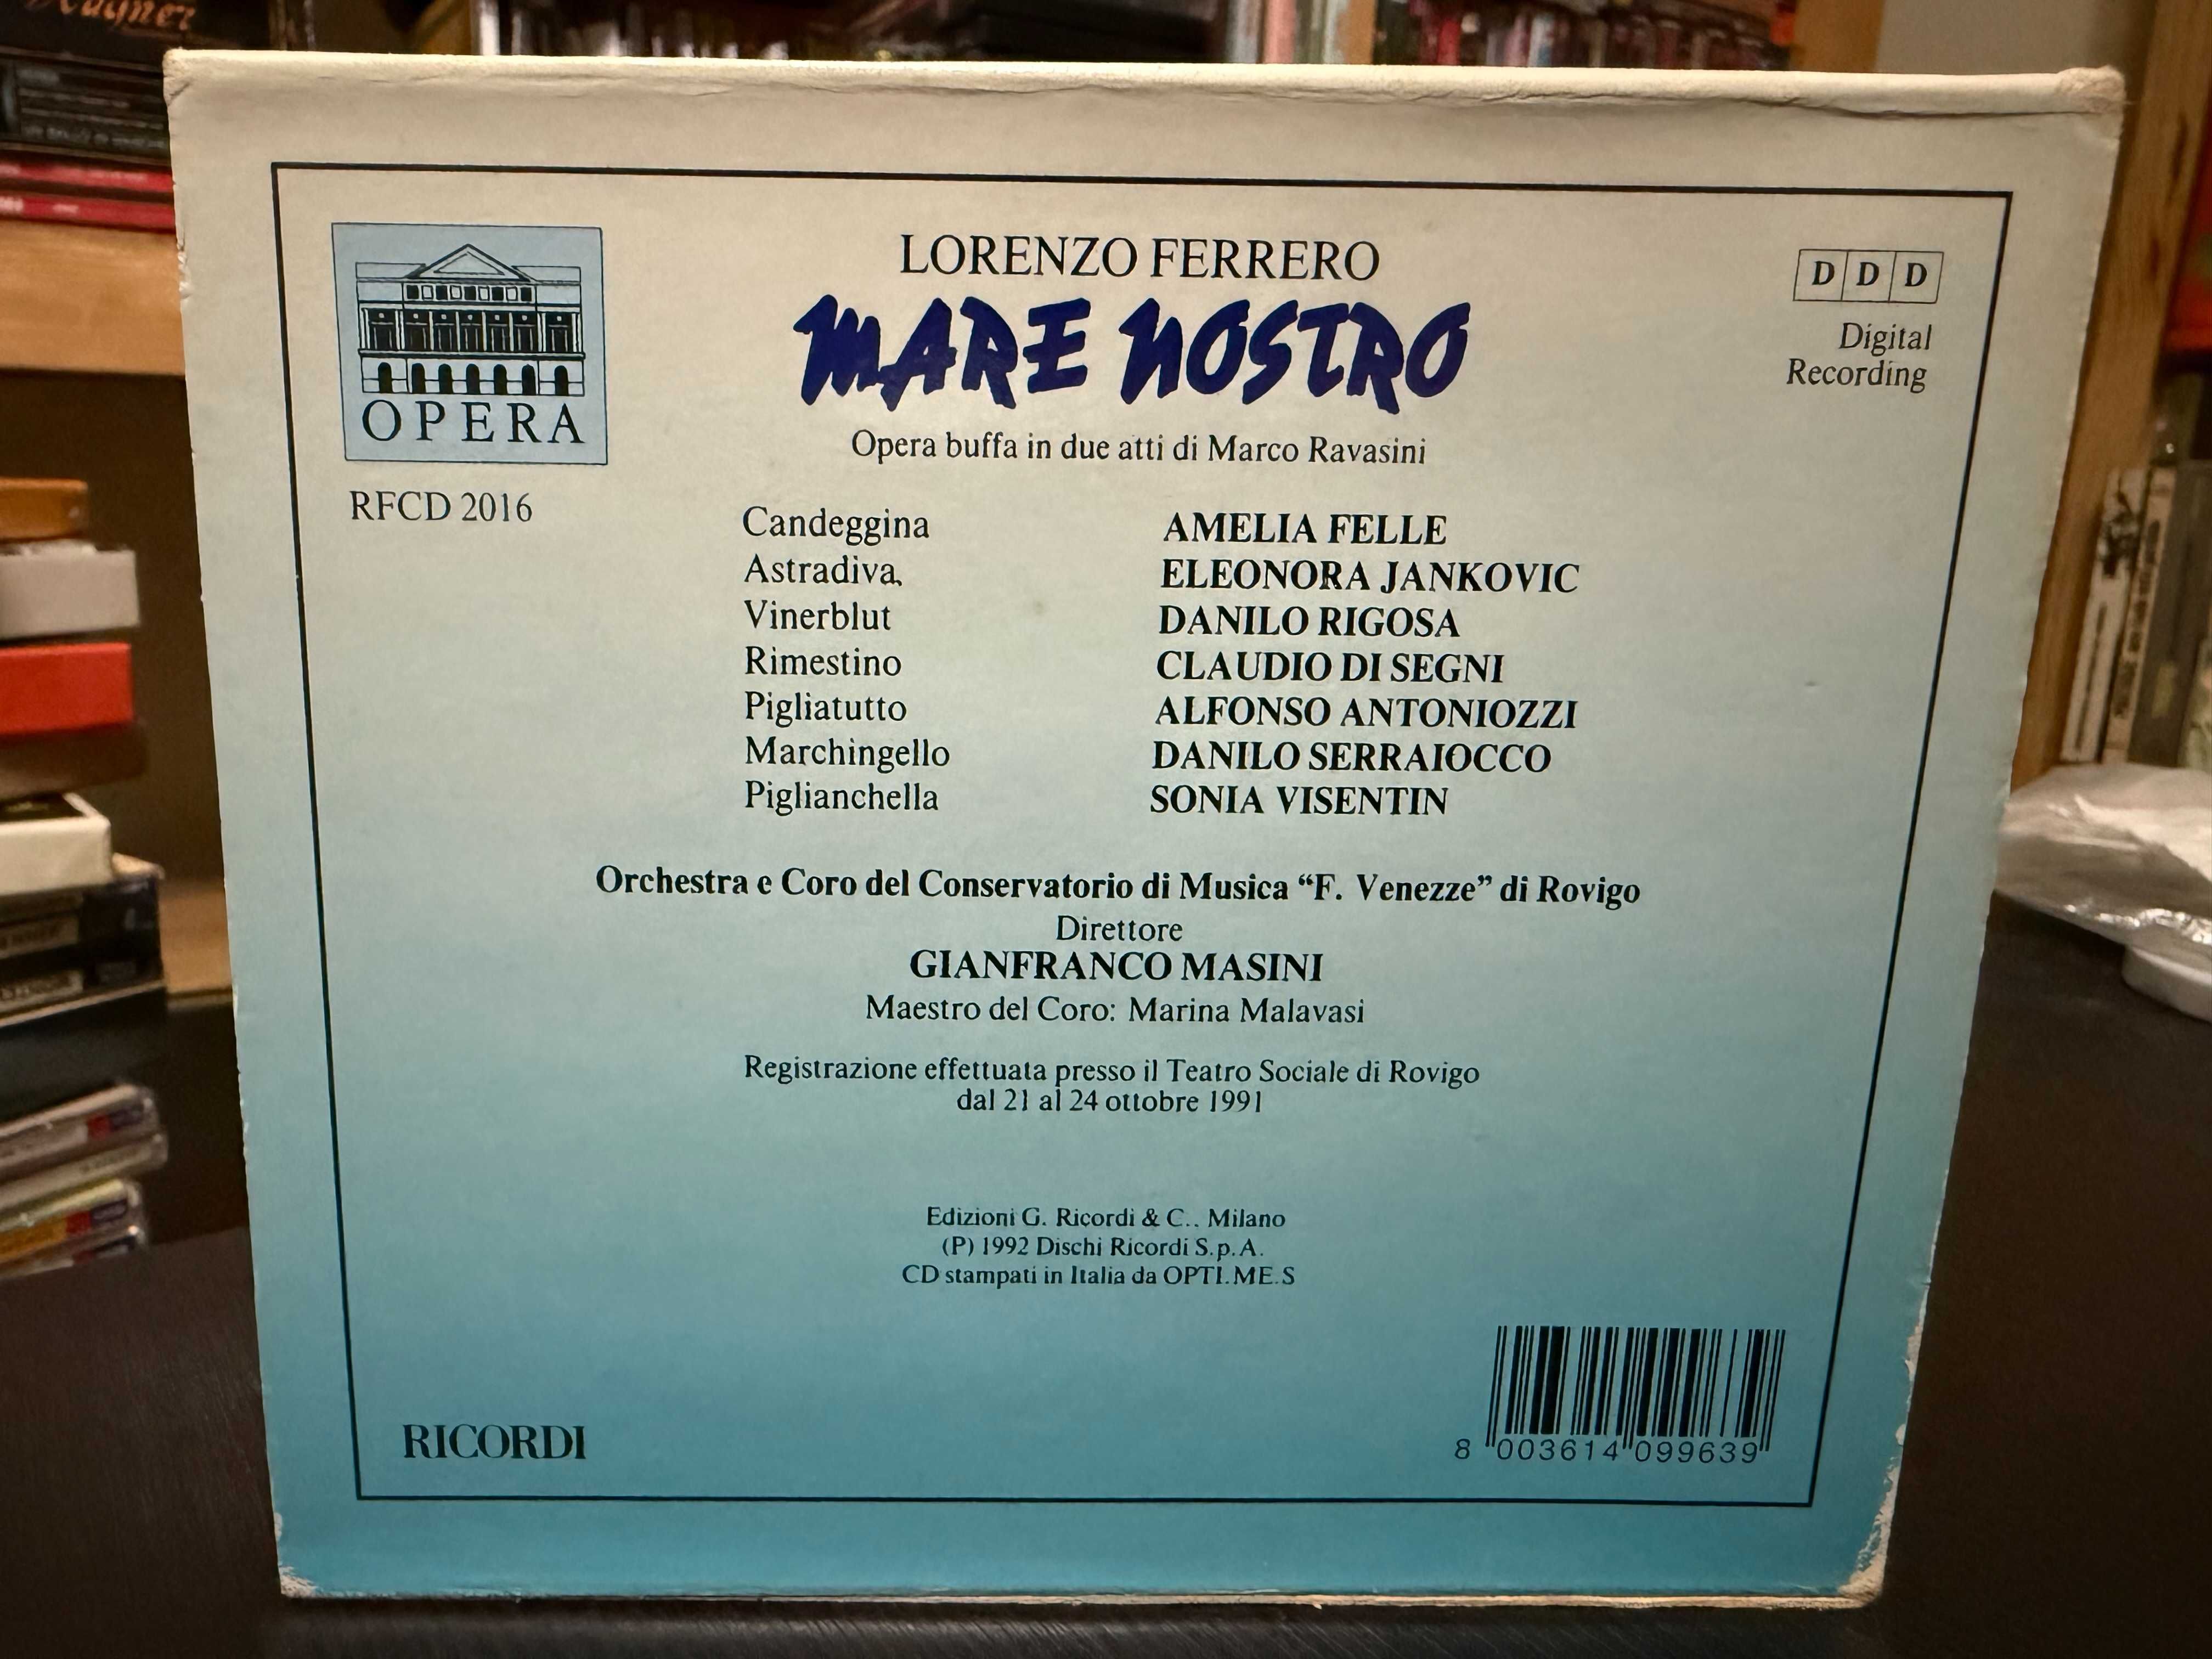 Wagner
OPERA
RFCD 2016
LORENZO FERRERO
MARE NOSTRO
Opera buffa in due atti di Marco Ravasini
DDD
Digital
Recording
Candeggina AMELIA FELLE
Astradiva ELEONORA JANKOVIC
Vinerblut DANILO RIGOSA
Rimestino CLAUDIO DI SEGNI
Pigliatutto ALFONSO ANTONIOZZI
Marchingello DANILO SERRAIOCCO
Piglianchella SONIA VISENTIN
Orchestra e Coro del Conservatorio di Musica “F. Venezze” di Rovigo
Direttore
GIANFRANCO MASINI
Maestro del Coro: Marina Malavasi
Registrazione effettuata presso il Teatro Sociale di Rovigo
dal 21 al 24 ottobre 1991
Edizioni G. Ricordi & C.. Milano
(P) 1992 Dischi Ricordi S.p.A.
CD stampati in Italia da OPTI.ME.S
RICORDI
8 003614 099639